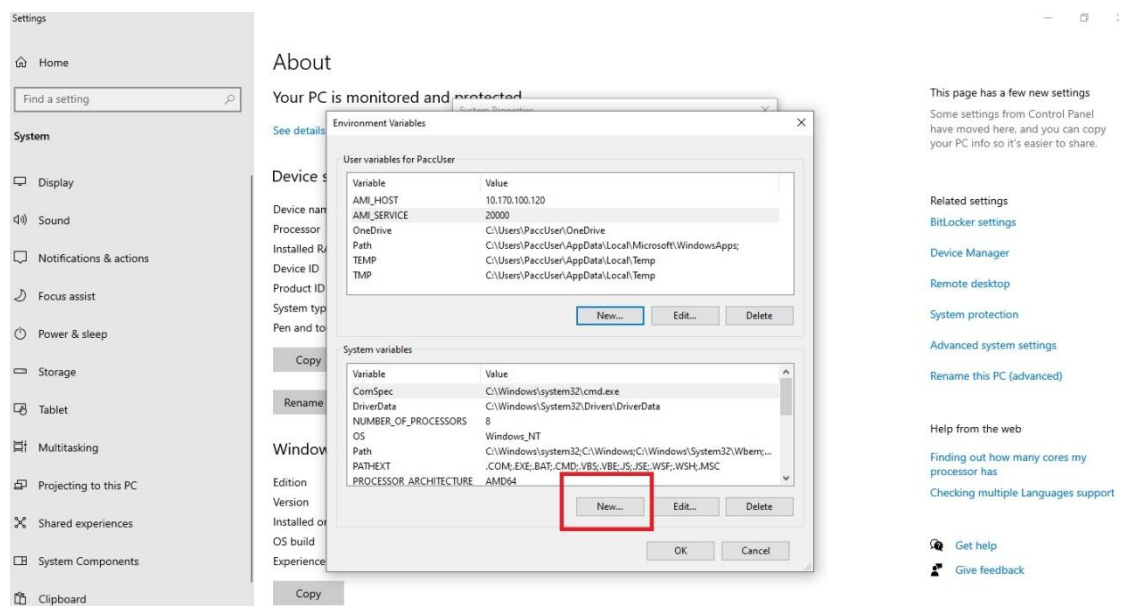 Settings
Home
Find a setting
System
Display
Sound
Notifications & actions
Focus assist
Power & sleep
Storage
Tablet
Multitasking
Projecting to this PC
Shared experiences
System Components
Clipboard
About
Your PC is monitored and protected
See details
Device s
Device nam
Processor
Installed RA
Device ID
Product ID
System typ
Pen and to
Copy
Rename
Window
Edition
Version
Installed on
OS build
Experience
Copy
System Properties
Environment Variables
User variables for PaccUser
Variable Value
AMI_HOST 10.170.100.120
AMI_SERVICE 20000
OneDrive C:\Users\PaccUser\OneDrive
Path C:\Users\PaccUser\AppData\Local\Microsoft\WindowsApps;
TEMP C:\Users\PaccUser\AppData\Local\Temp
TMP C:\Users\PaccUser\AppData\Local\Temp
New... Edit... Delete
System variables
Variable Value
ComSpec C:\Windows\system32\cmd.exe
DriverData C:\Windows\System32\Drivers\DriverData
NUMBER_OF_PROCESSORS 8
OS Windows_NT
Path C:\Windows\system32;C:\Windows;C:\Windows\System32\Wbem;...
PATHEXT .COM;.EXE;.BAT;.CMD;.VBS;.VBE;.JS;.JSE;.WSF;.WSH;.MSC
PROCESSOR_ARCHITECTURE AMD64
New... Edit... Delete
OK Cancel
This page has a few new settings
Some settings from Control Panel
have moved here, and you can copy
your PC info so it's easier to share.
Related settings
BitLocker settings
Device Manager
Remote desktop
System protection
Advanced system settings
Rename this PC (advanced)
Help from the web
Finding out how many cores my
processor has
Checking multiple Languages support
Get help
Give feedback